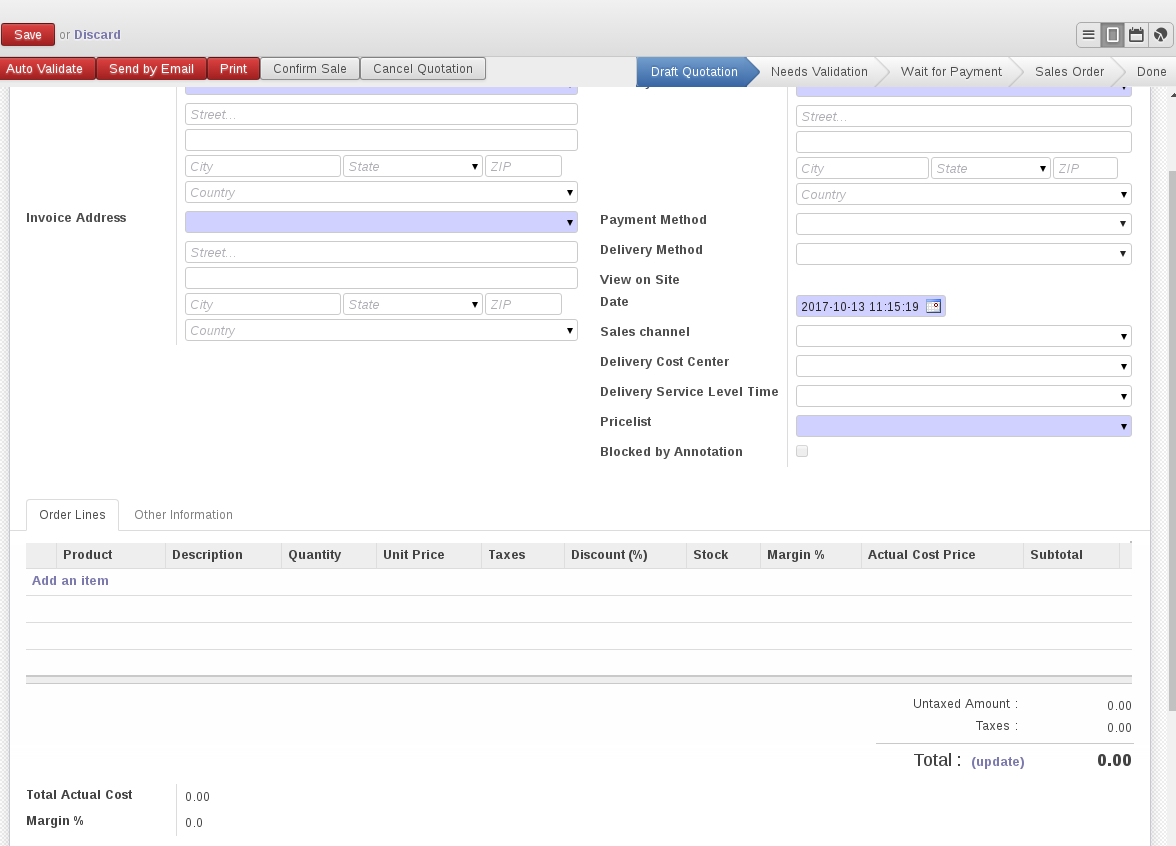 Save or Discard
Auto Validate Send by Email Print Confirm Sale Cancel Quotation Draft Quotation Needs Validation Wait for Payment Sales Order Done
Street...
City State ZIP
Country
Invoice Address
Street...
City State ZIP
Country
Street...
City State ZIP
Country
Payment Method
Delivery Method
View on Site
Date 2017-10-13 11:15:19
Sales channel
Delivery Cost Center
Delivery Service Level Time
Pricelist
Blocked by Annotation
Order Lines Other Information
Product Description Quantity Unit Price Taxes Discount (%) Stock Margin % Actual Cost Price Subtotal
Add an item
Untaxed Amount : 0.00
Taxes : 0.00
Total : (update) 0.00
Total Actual Cost 0.00
Margin % 0.0